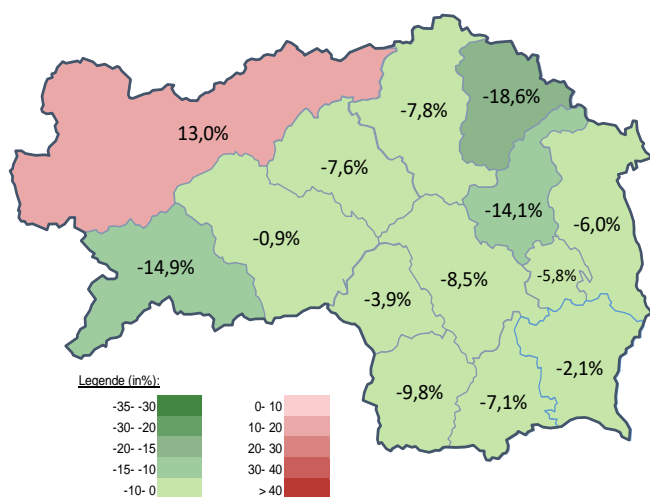 -18,6%
-7,8%
13,0%
-7,6%
-14,1%
-6,0%
-0,9%
-14,9%
-8,5%
-5,8%
-3,9%
-2,1%
-9,8%
-7,1%
Legende (in%):
-35- -30 0- 10
-30- -20 10- 20
-20- -15 20- 30
-15- -10 30- 40
-10- 0 > 40